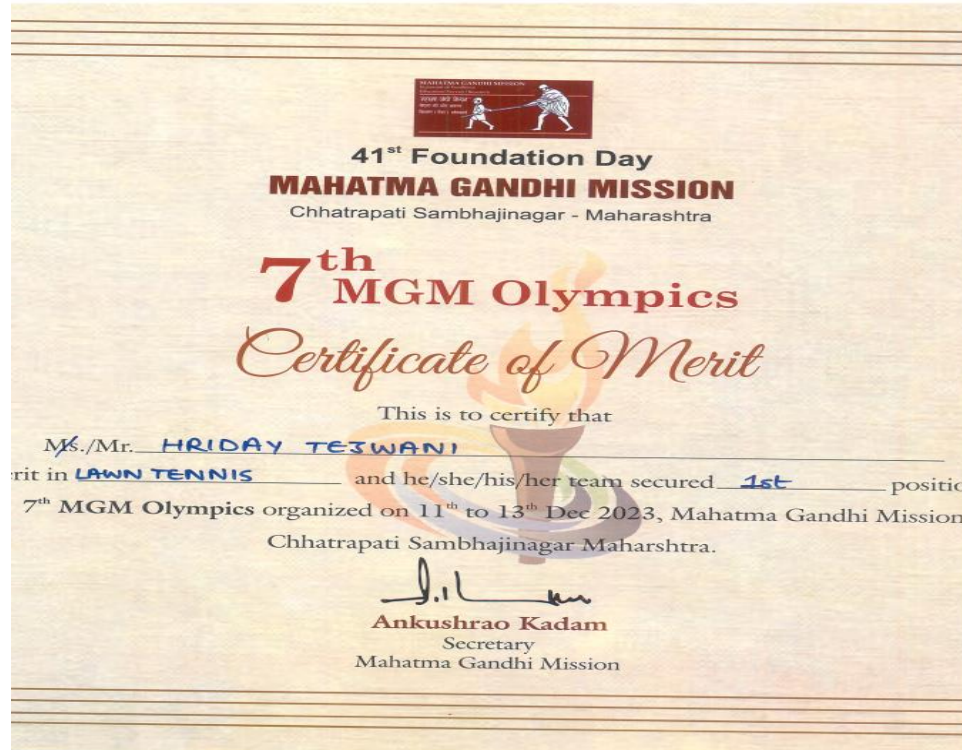 MAHATMA GANDHI MISSION
41st Foundation Day
MAHATMA GANDHI MISSION
Chhatrapati Sambhajinagar - Maharashtra
7th
MGM Olympics
Certificate of Merit
This is to certify that
Ms./Mr. HRIDAY TEJWANI
rit in LAWN TENNIS and he/she/his/her team secured 1st positio
7th MGM Olympics organized on 11th to 13th Dec 2023, Mahatma Gandhi Mission
Chhatrapati Sambhajinagar Maharshtra.
Ankushrao Kadam
Secretary
Mahatma Gandhi Mission